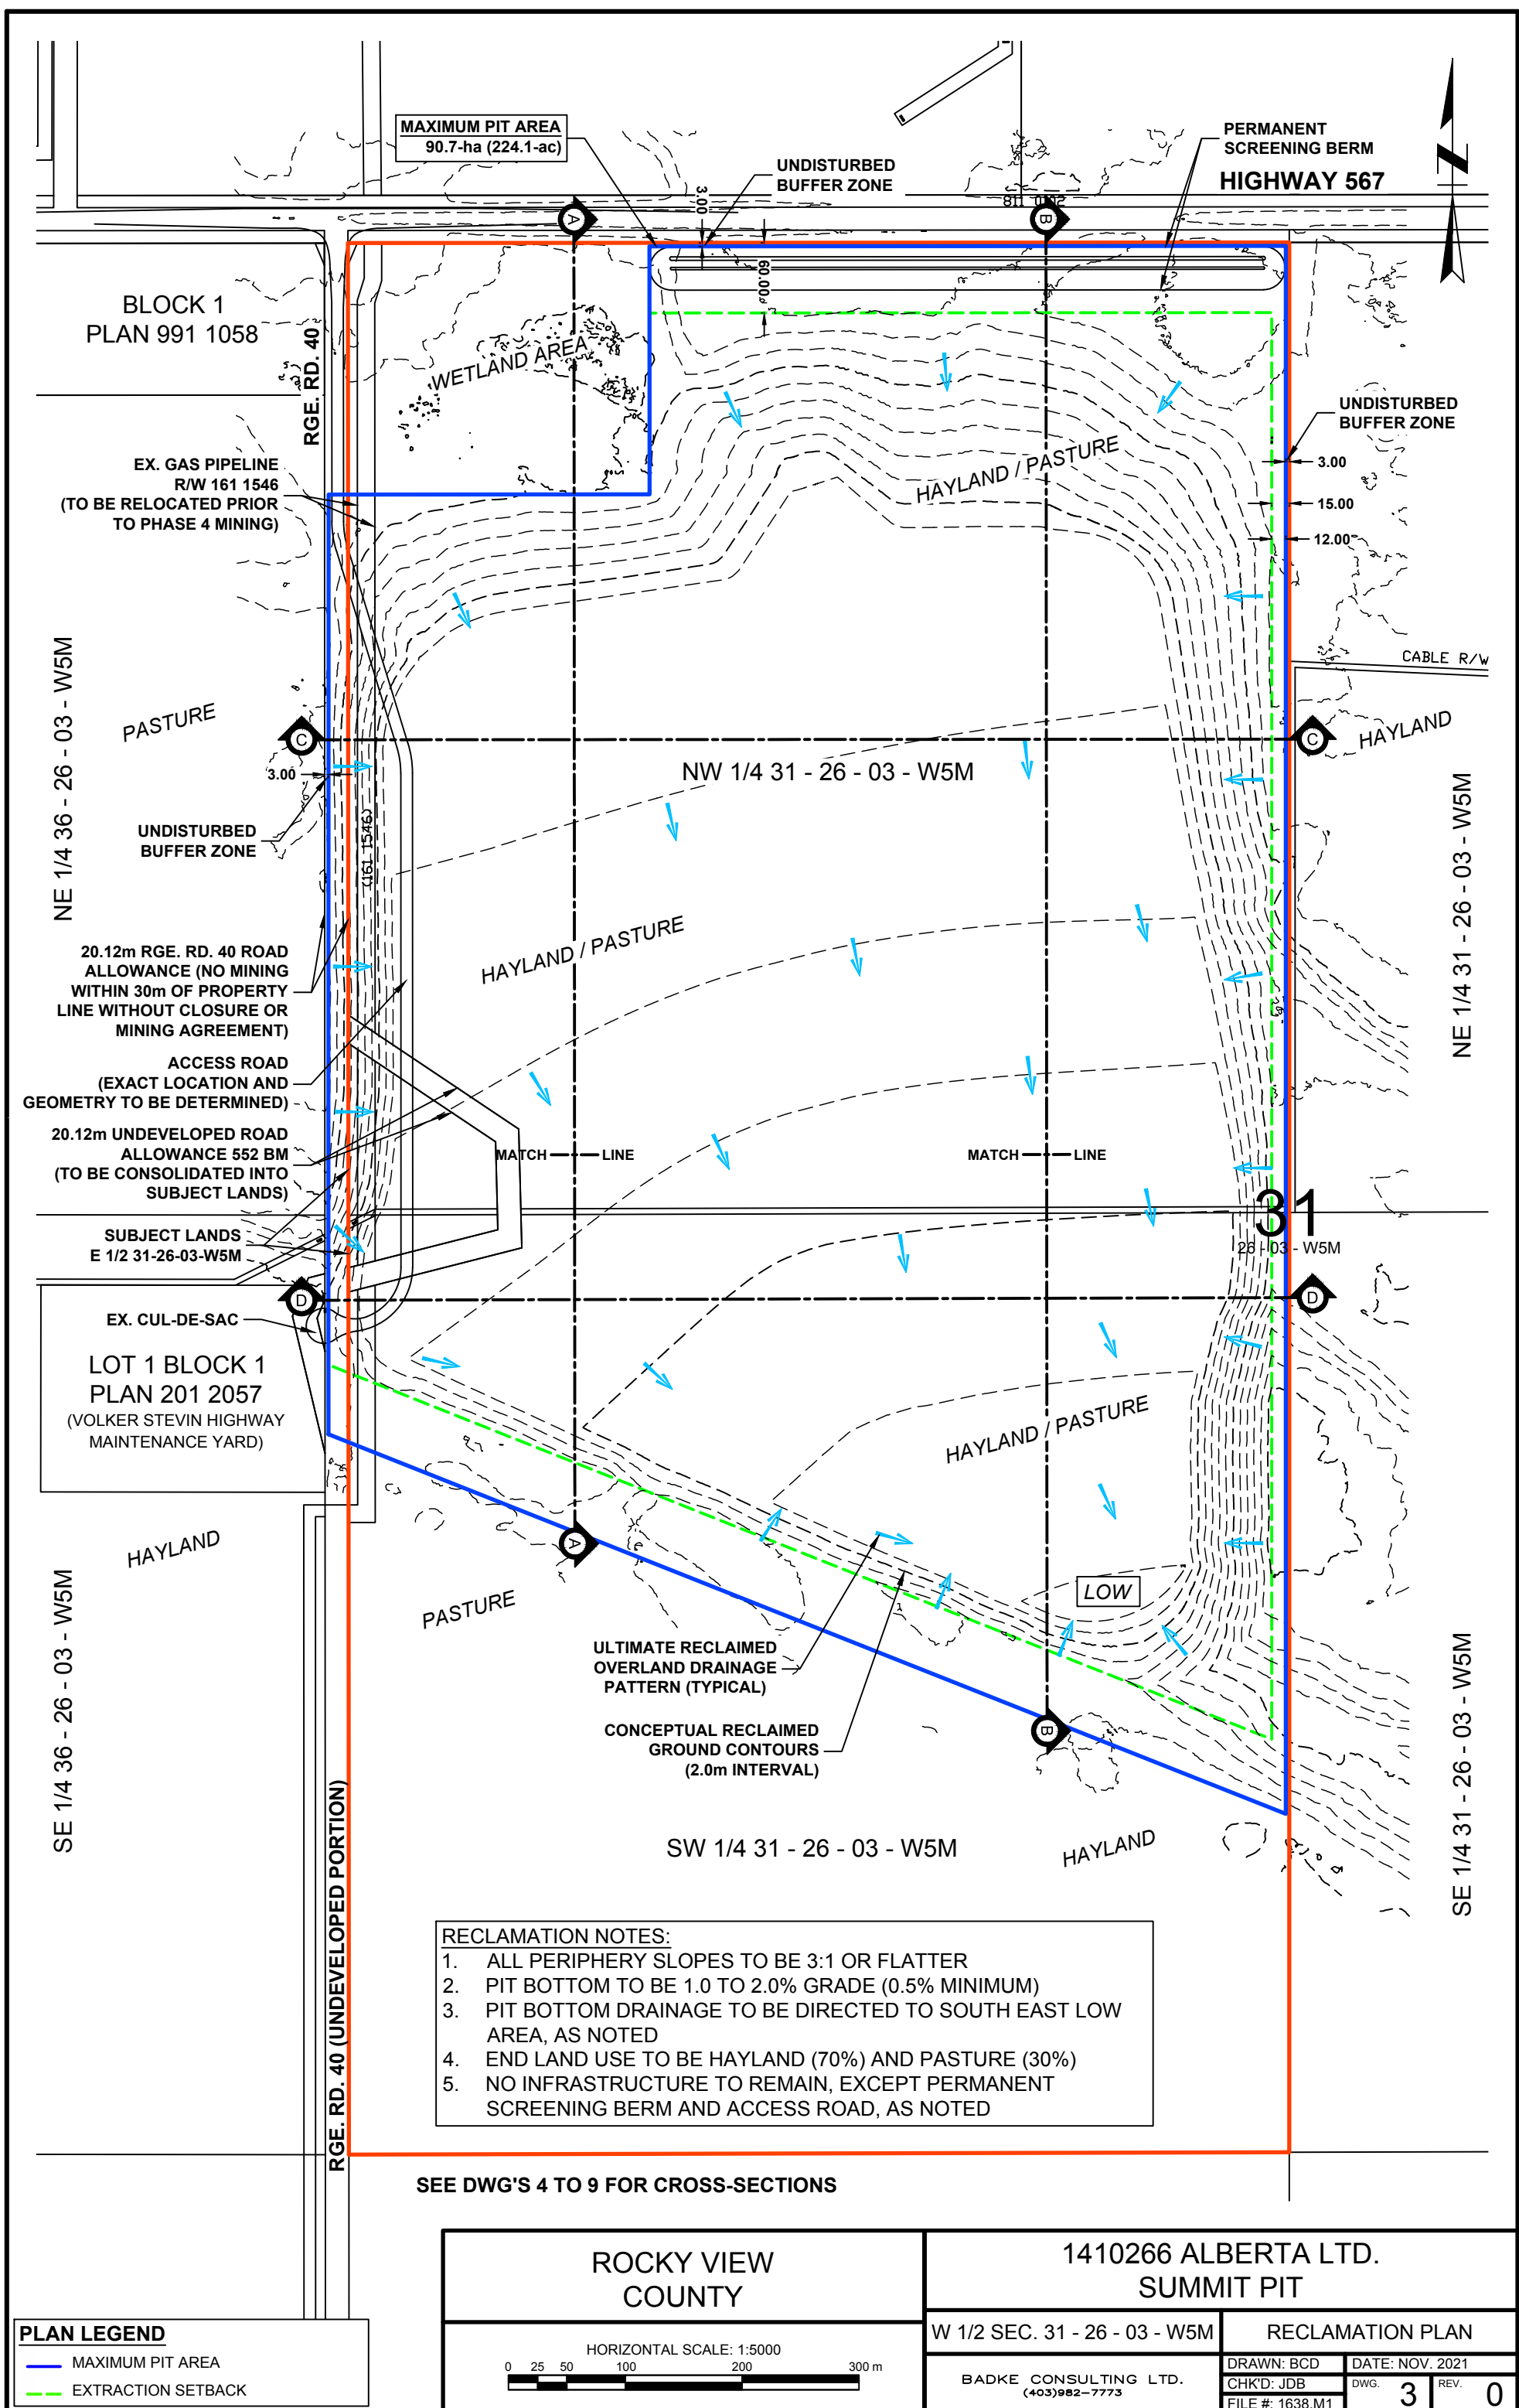 MAXIMUM PIT AREA
90.7-ha (224.1-ac)
UNDISTURBED
BUFFER ZONE
PERMANENT
SCREENING BERM
HIGHWAY 567
N
3.00
60.00
A
B
BLOCK 1
PLAN 991 1058
RGE. RD. 40
WETLAND AREA
UNDISTURBED
BUFFER ZONE
3.00
15.00
12.00
EX. GAS PIPELINE
R/W 161 1546
(TO BE RELOCATED PRIOR
TO PHASE 4 MINING)
HAYLAND / PASTURE
CABLE R/W
NE 1/4 36 - 26 - 03 - W5M
PASTURE
C
C
HAYLAND
3.00
NW 1/4 31 - 26 - 03 - W5M
UNDISTURBED
BUFFER ZONE
(161 1546)
NE 1/4 31 - 26 - 03 - W5M
HAYLAND / PASTURE
20.12m RGE. RD. 40 ROAD
ALLOWANCE (NO MINING
WITHIN 30m OF PROPERTY
LINE WITHOUT CLOSURE OR
MINING AGREEMENT)
ACCESS ROAD
(EXACT LOCATION AND
GEOMETRY TO BE DETERMINED)
20.12m UNDEVELOPED ROAD
ALLOWANCE 552 BM
(TO BE CONSOLIDATED INTO
SUBJECT LANDS)
MATCH LINE
MATCH LINE
SUBJECT LANDS
E 1/2 31-26-03-W5M
31
26 - 03 - W5M
D
D
EX. CUL-DE-SAC
LOT 1 BLOCK 1
PLAN 201 2057
(VOLKER STEVIN HIGHWAY
MAINTENANCE YARD)
HAYLAND / PASTURE
HAYLAND
A
PASTURE
LOW
SE 1/4 36 - 26 - 03 - W5M
ULTIMATE RECLAIMED
OVERLAND DRAINAGE
PATTERN (TYPICAL)
CONCEPTUAL RECLAIMED
GROUND CONTOURS
(2.0m INTERVAL)
B
SE 1/4 31 - 26 - 03 - W5M
SW 1/4 31 - 26 - 03 - W5M
HAYLAND
RGE. RD. 40 (UNDEVELOPED PORTION)
RECLAMATION NOTES:
1. ALL PERIPHERY SLOPES TO BE 3:1 OR FLATTER
2. PIT BOTTOM TO BE 1.0 TO 2.0% GRADE (0.5% MINIMUM)
3. PIT BOTTOM DRAINAGE TO BE DIRECTED TO SOUTH EAST LOW
AREA, AS NOTED
4. END LAND USE TO BE HAYLAND (70%) AND PASTURE (30%)
5. NO INFRASTRUCTURE TO REMAIN, EXCEPT PERMANENT
SCREENING BERM AND ACCESS ROAD, AS NOTED
SEE DWG'S 4 TO 9 FOR CROSS-SECTIONS
ROCKY VIEW
COUNTY
1410266 ALBERTA LTD.
SUMMIT PIT
W 1/2 SEC. 31 - 26 - 03 - W5M
RECLAMATION PLAN
HORIZONTAL SCALE: 1:5000
0 25 50 100 200 300 m
BADKE CONSULTING LTD.
(403)982-7773
DRAWN: BCD
DATE: NOV. 2021
CHK'D: JDB
DWG. 3
REV. 0
FILE #: 1638.M1
PLAN LEGEND
MAXIMUM PIT AREA
EXTRACTION SETBACK